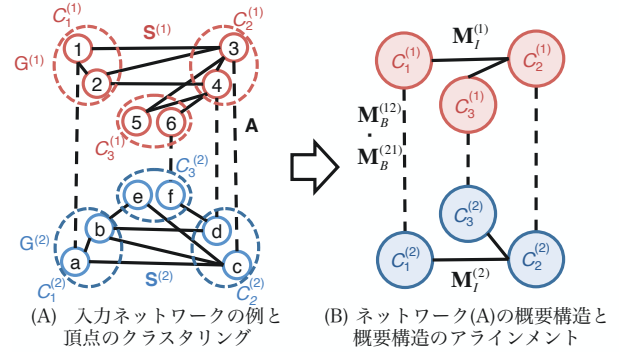 C₁⁽¹⁾
S⁽¹⁾
C₂⁽¹⁾
G⁽¹⁾
1
2
3
4
5
6
C₃⁽¹⁾
A
C₃⁽²⁾
e
f
G⁽²⁾
b
d
a
c
C₁⁽²⁾
S⁽²⁾
C₂⁽²⁾
(A) 入力ネットワークの例と
頂点のクラスタリング
M_I⁽¹⁾
C₁⁽¹⁾
C₂⁽¹⁾
C₃⁽¹⁾
M_B⁽¹²⁾
.
M_B⁽²¹⁾
C₃⁽²⁾
C₁⁽²⁾
C₂⁽²⁾
M_I⁽²⁾
(B) ネットワーク(A)の概要構造と
概要構造のアラインメント